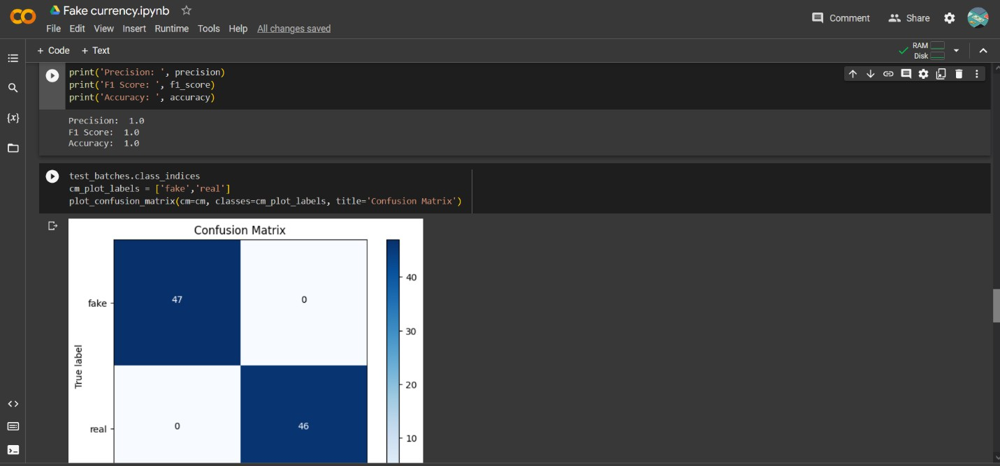 Fake currency.ipynb
File Edit View Insert Runtime Tools Help All changes saved
Comment Share
+ Code + Text
RAM
Disk
print('Precision: ', precision)
print('F1 Score: ', f1_score)
print('Accuracy: ', accuracy)
Precision:  1.0
F1 Score:  1.0
Accuracy:  1.0
test_batches.class_indices
cm_plot_labels = ['fake','real']
plot_confusion_matrix(cm=cm, classes=cm_plot_labels, title='Confusion Matrix')
Confusion Matrix
40
fake 47 0
30
True label
20
real 0 46
10